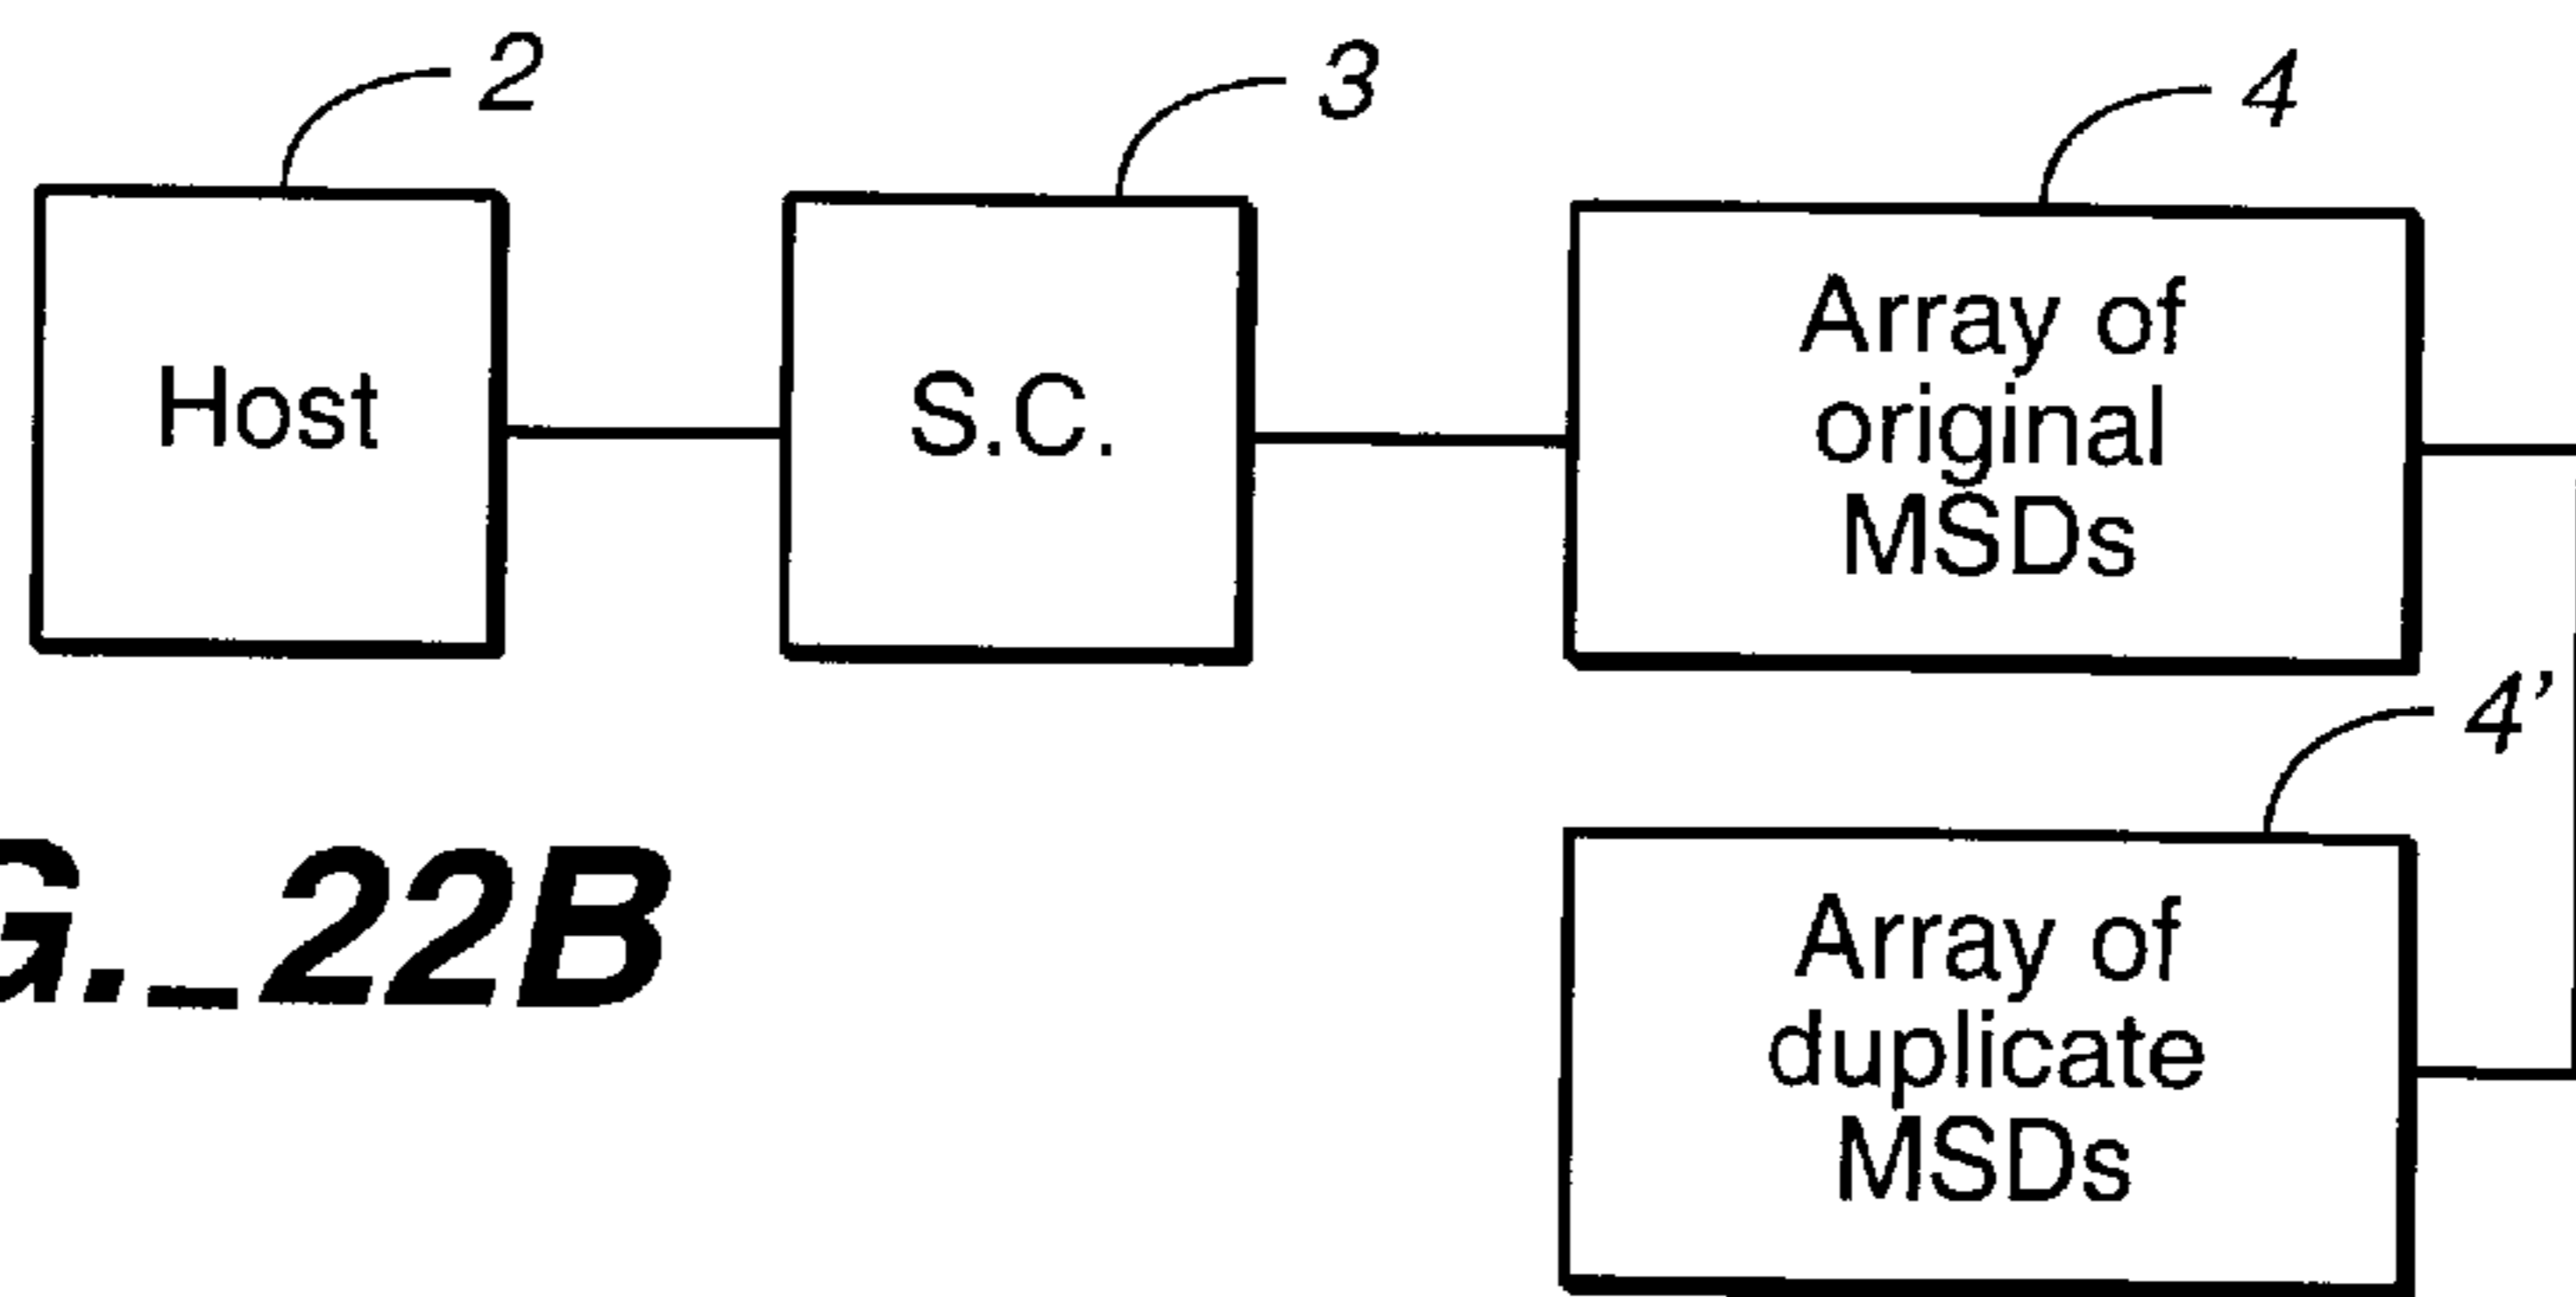 2
3
4
Host
S.C.
Array of
original
MSDs
4'
G._22B
Array of
duplicate
MSDs